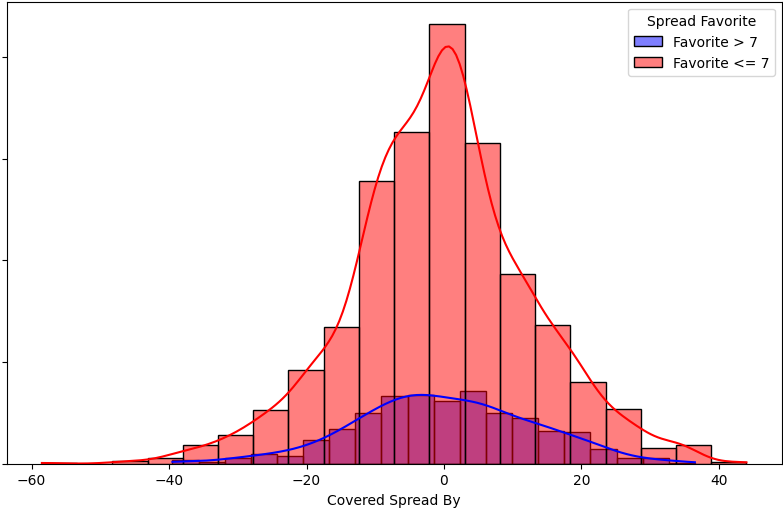 Spread Favorite
Favorite > 7
Favorite <= 7
−60 −40 −20 0 20 40
Covered Spread By